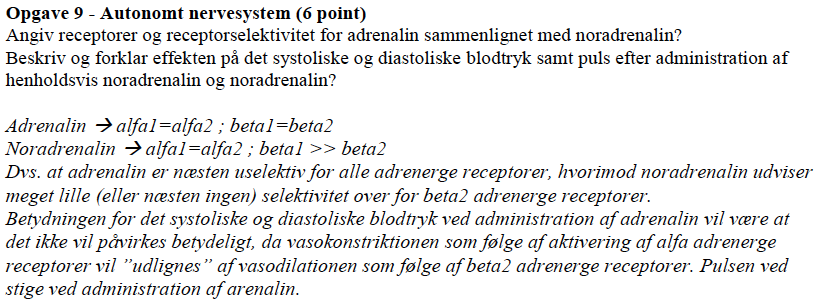 Opgave 9 - Autonomt nervesystem (6 point)
Angiv receptorer og receptorselektivitet for adrenalin sammenlignet med noradrenalin?
Beskriv og forklar effekten på det systoliske og diastoliske blodtryk samt puls efter administration af
henholdsvis noradrenalin og noradrenalin?
Adrenalin → alfa1=alfa2 ; beta1=beta2
Noradrenalin → alfa1=alfa2 ; beta1 >> beta2
Dvs. at adrenalin er næsten uselektiv for alle adrenerge receptorer, hvorimod noradrenalin udviser
meget lille (eller næsten ingen) selektivitet over for beta2 adrenerge receptorer.
Betydningen for det systoliske og diastoliske blodtryk ved administration af adrenalin vil være at
det ikke vil påvirkes betydeligt, da vasokonstriktionen som følge af aktivering af alfa adrenerge
receptorer vil ”udlignes” af vasodilationen som følge af beta2 adrenerge receptorer. Pulsen ved
stige ved administration af arenalin.